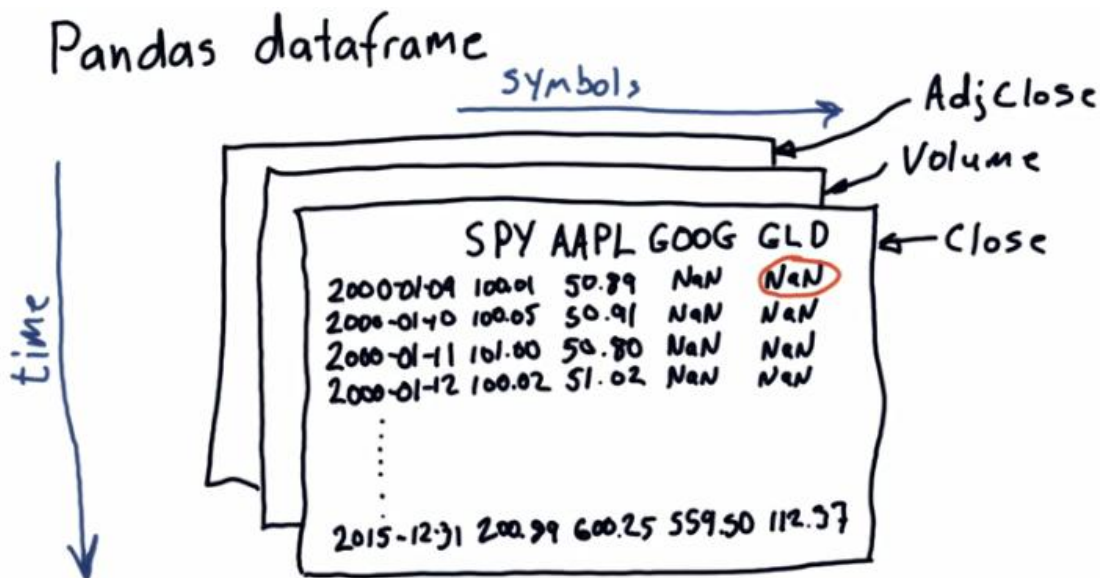 Pandas dataframe
symbols
AdjClose
Volume
Close
time
SPY AAPL GOOG GLD
2000-01-09 100.01 50.89 NaN NaN
2000-01-10 100.05 50.91 NaN NaN
2000-01-11 101.00 50.80 NaN NaN
2000-01-12 100.02 51.02 NaN NaN
2015-12-31 200.99 600.25 559.50 112.37